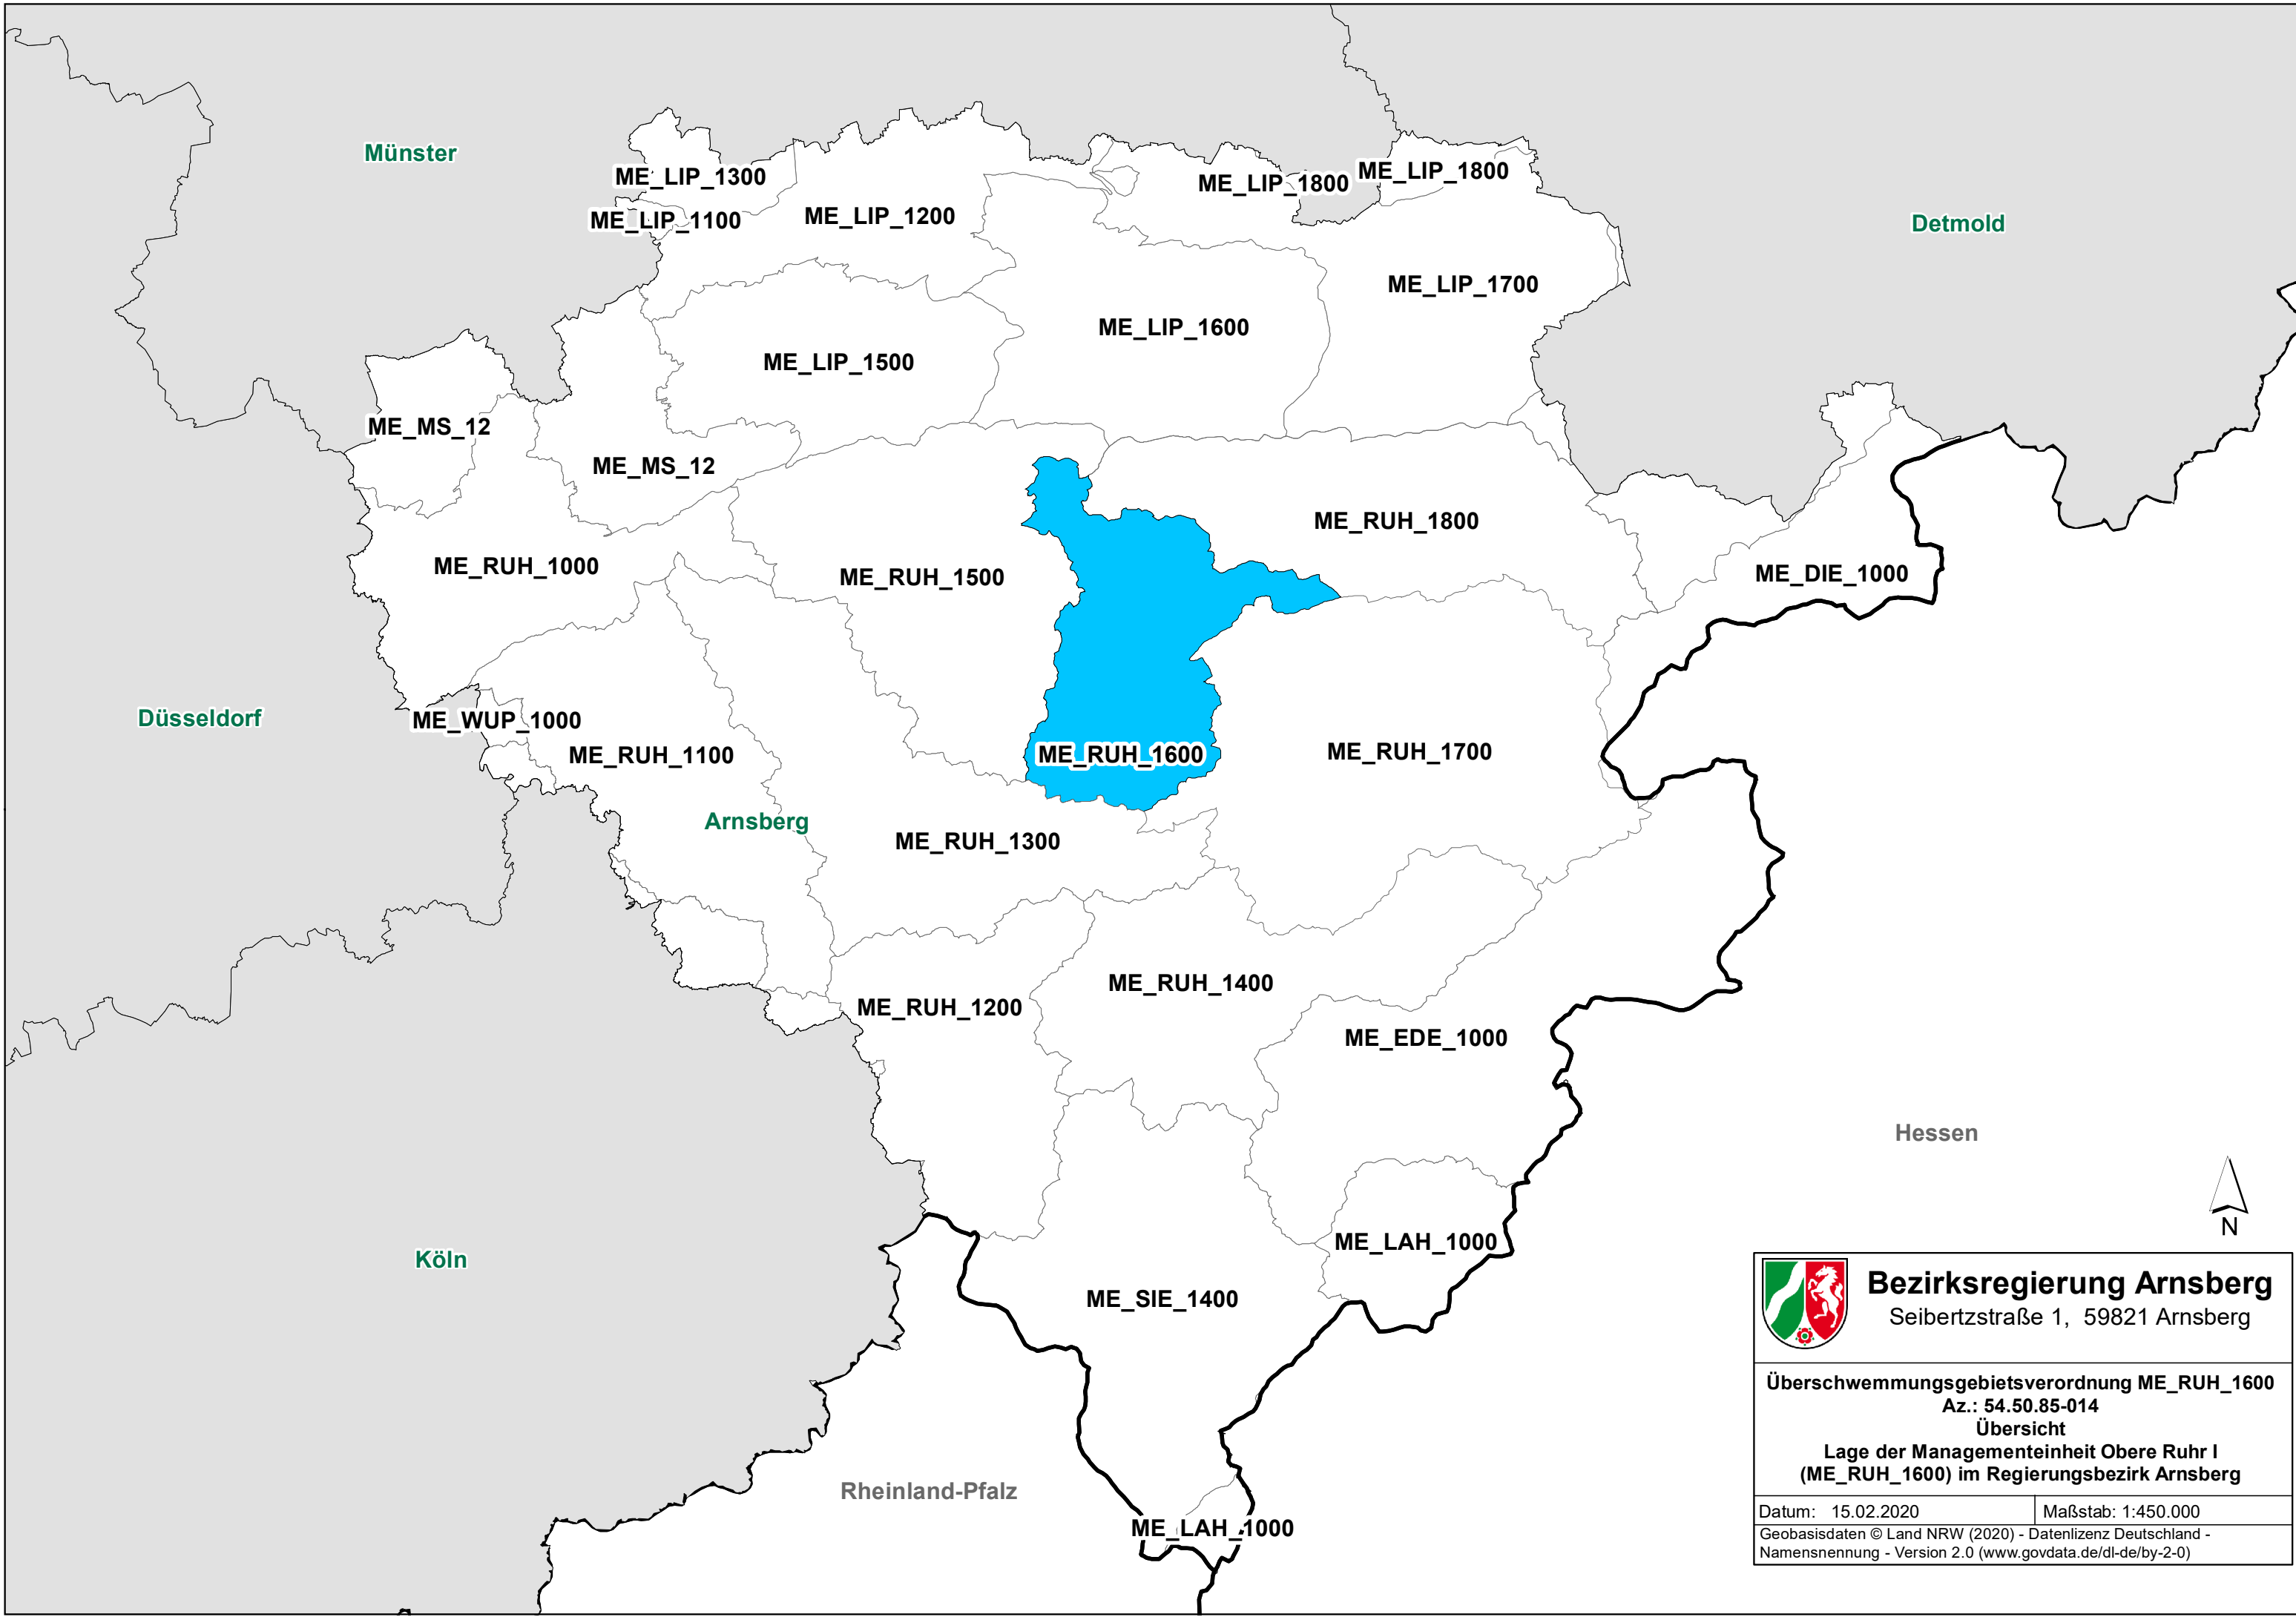 Münster
ME_LIP_1300
ME_LIP_1800
ME_LIP_1800
ME_LIP_1100
ME_LIP_1200
Detmold
ME_LIP_1700
ME_LIP_1600
ME_LIP_1500
ME_MS_12
ME_MS_12
ME_RUH_1800
ME_RUH_1000
ME_RUH_1500
ME_DIE_1000
Düsseldorf
ME_WUP_1000
ME_RUH_1100
ME_RUH_1600
ME_RUH_1700
Arnsberg
ME_RUH_1300
ME_RUH_1400
ME_RUH_1200
ME_EDE_1000
Hessen
N
Köln
ME_LAH_1000
ME_SIE_1400
Rheinland-Pfalz
ME_LAH_1000
Bezirksregierung Arnsberg
Seibertzstraße 1, 59821 Arnsberg
Überschwemmungsgebietsverordnung ME_RUH_1600
Az.: 54.50.85-014
Übersicht
Lage der Managementeinheit Obere Ruhr I
(ME_RUH_1600) im Regierungsbezirk Arnsberg
Datum: 15.02.2020
Maßstab: 1:450.000
Geobasisdaten © Land NRW (2020) - Datenlizenz Deutschland -
Namensnennung - Version 2.0 (www.govdata.de/dl-de/by-2-0)